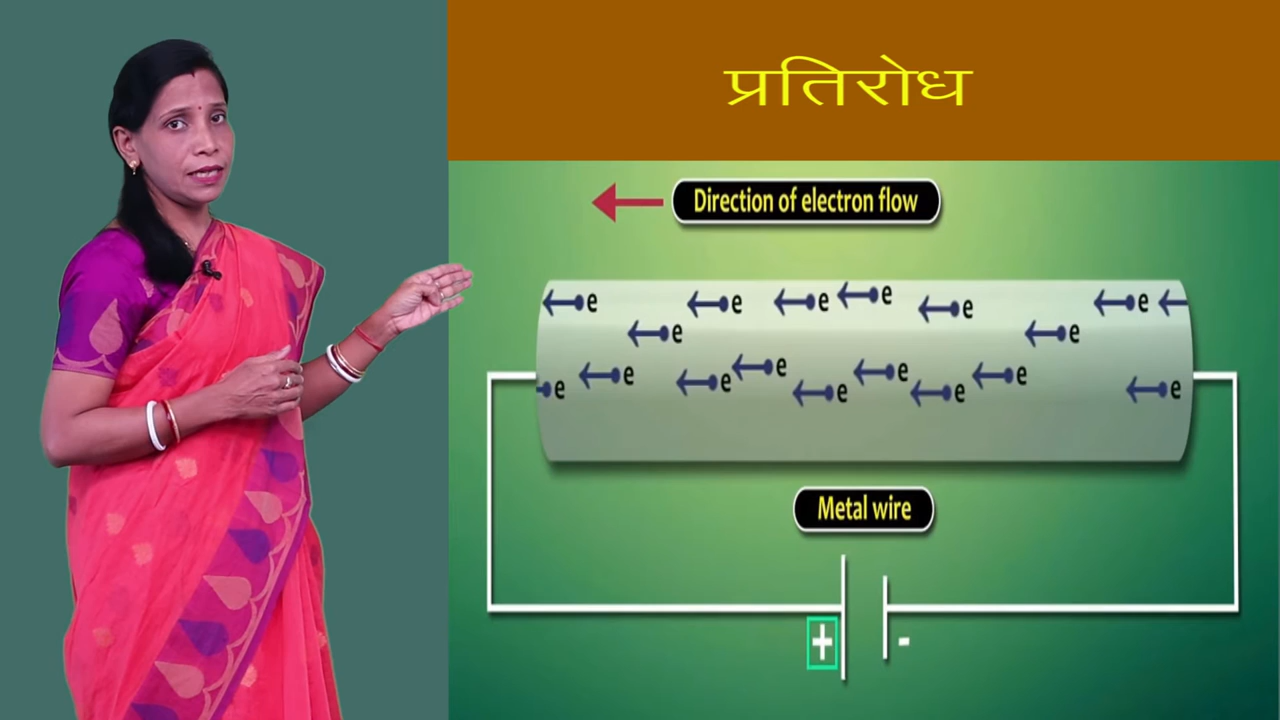 प्रतिरोध
Direction of electron flow
e e e e e e
e e
e e e e e e e e e e
Metal wire
+ -